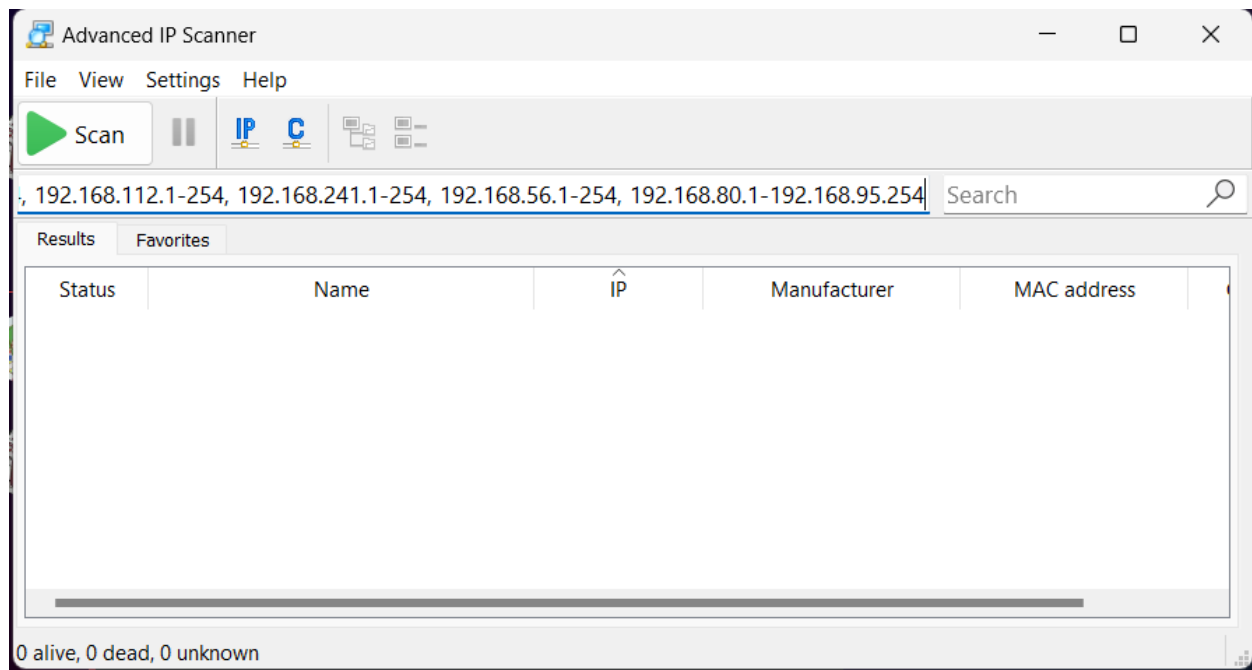 Advanced IP Scanner
File View Settings Help
Scan IP C
, 192.168.112.1-254, 192.168.241.1-254, 192.168.56.1-254, 192.168.80.1-192.168.95.254 Search
Results Favorites
Status Name IP Manufacturer MAC address
0 alive, 0 dead, 0 unknown